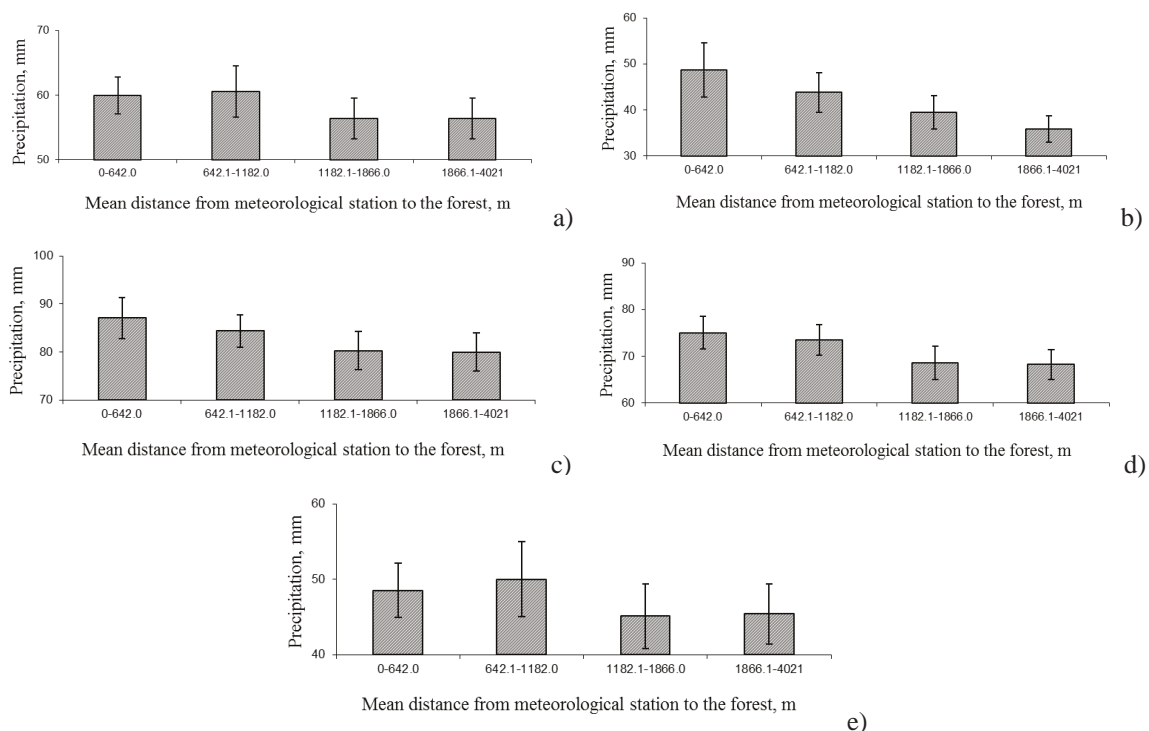 70
60
50
Precipitation, mm
0-642.0 642.1-1182.0 1182.1-1866.0 1866.1-4021
Mean distance from meteorological station to the forest, m
a)
60
50
40
30
Precipitation, mm
0-642.0 642.1-1182.0 1182.1-1866.0 1866.1-4021
Mean distance from meteorological station to the forest, m
b)
100
90
80
70
Precipitation, mm
0-642.0 642.1-1182.0 1182.1-1866.0 1866.1-4021
Mean distance from meteorological station to the forest, m
c)
90
80
70
60
Precipitation, mm
0-642.0 642.1-1182.0 1182.1-1866.0 1866.1-4021
Mean distance from meteorological station to the forest, m
d)
60
50
40
Precipitation, mm
0-642.0 642.1-1182.0 1182.1-1866.0 1866.1-4021
Mean distance from meteorological station to the forest, m
e)